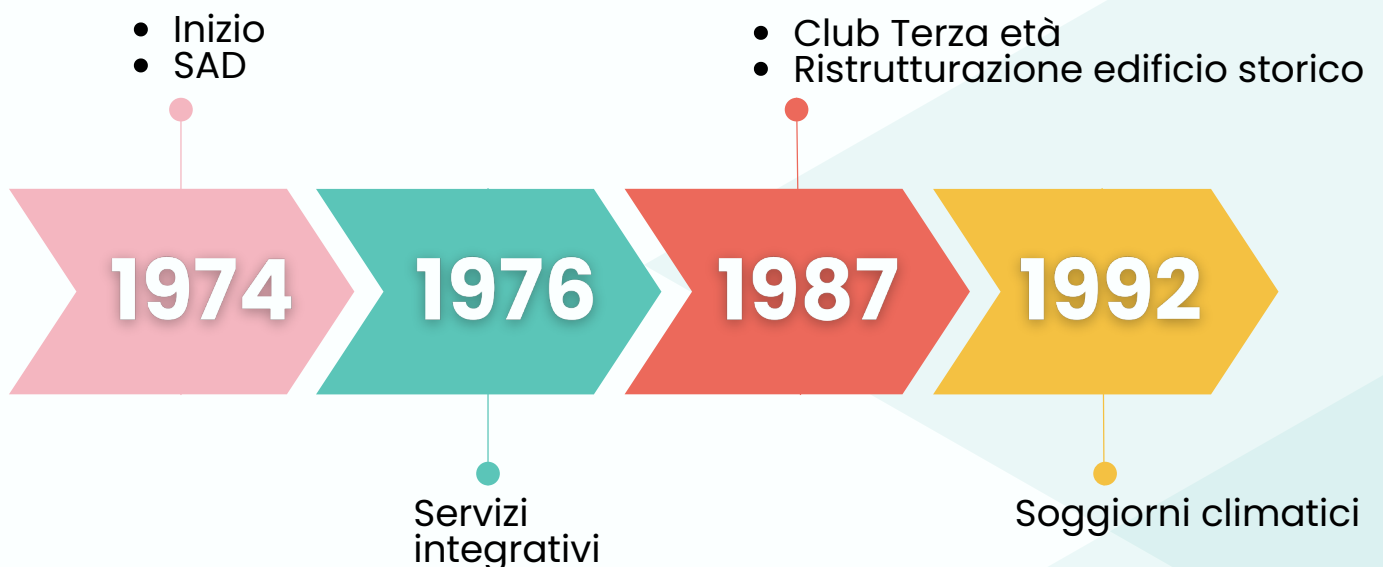 • Inizio
• SAD
• Club Terza età
• Ristrutturazione edificio storico
1974
1976
1987
1992
Servizi
integrativi
Soggiorni climatici